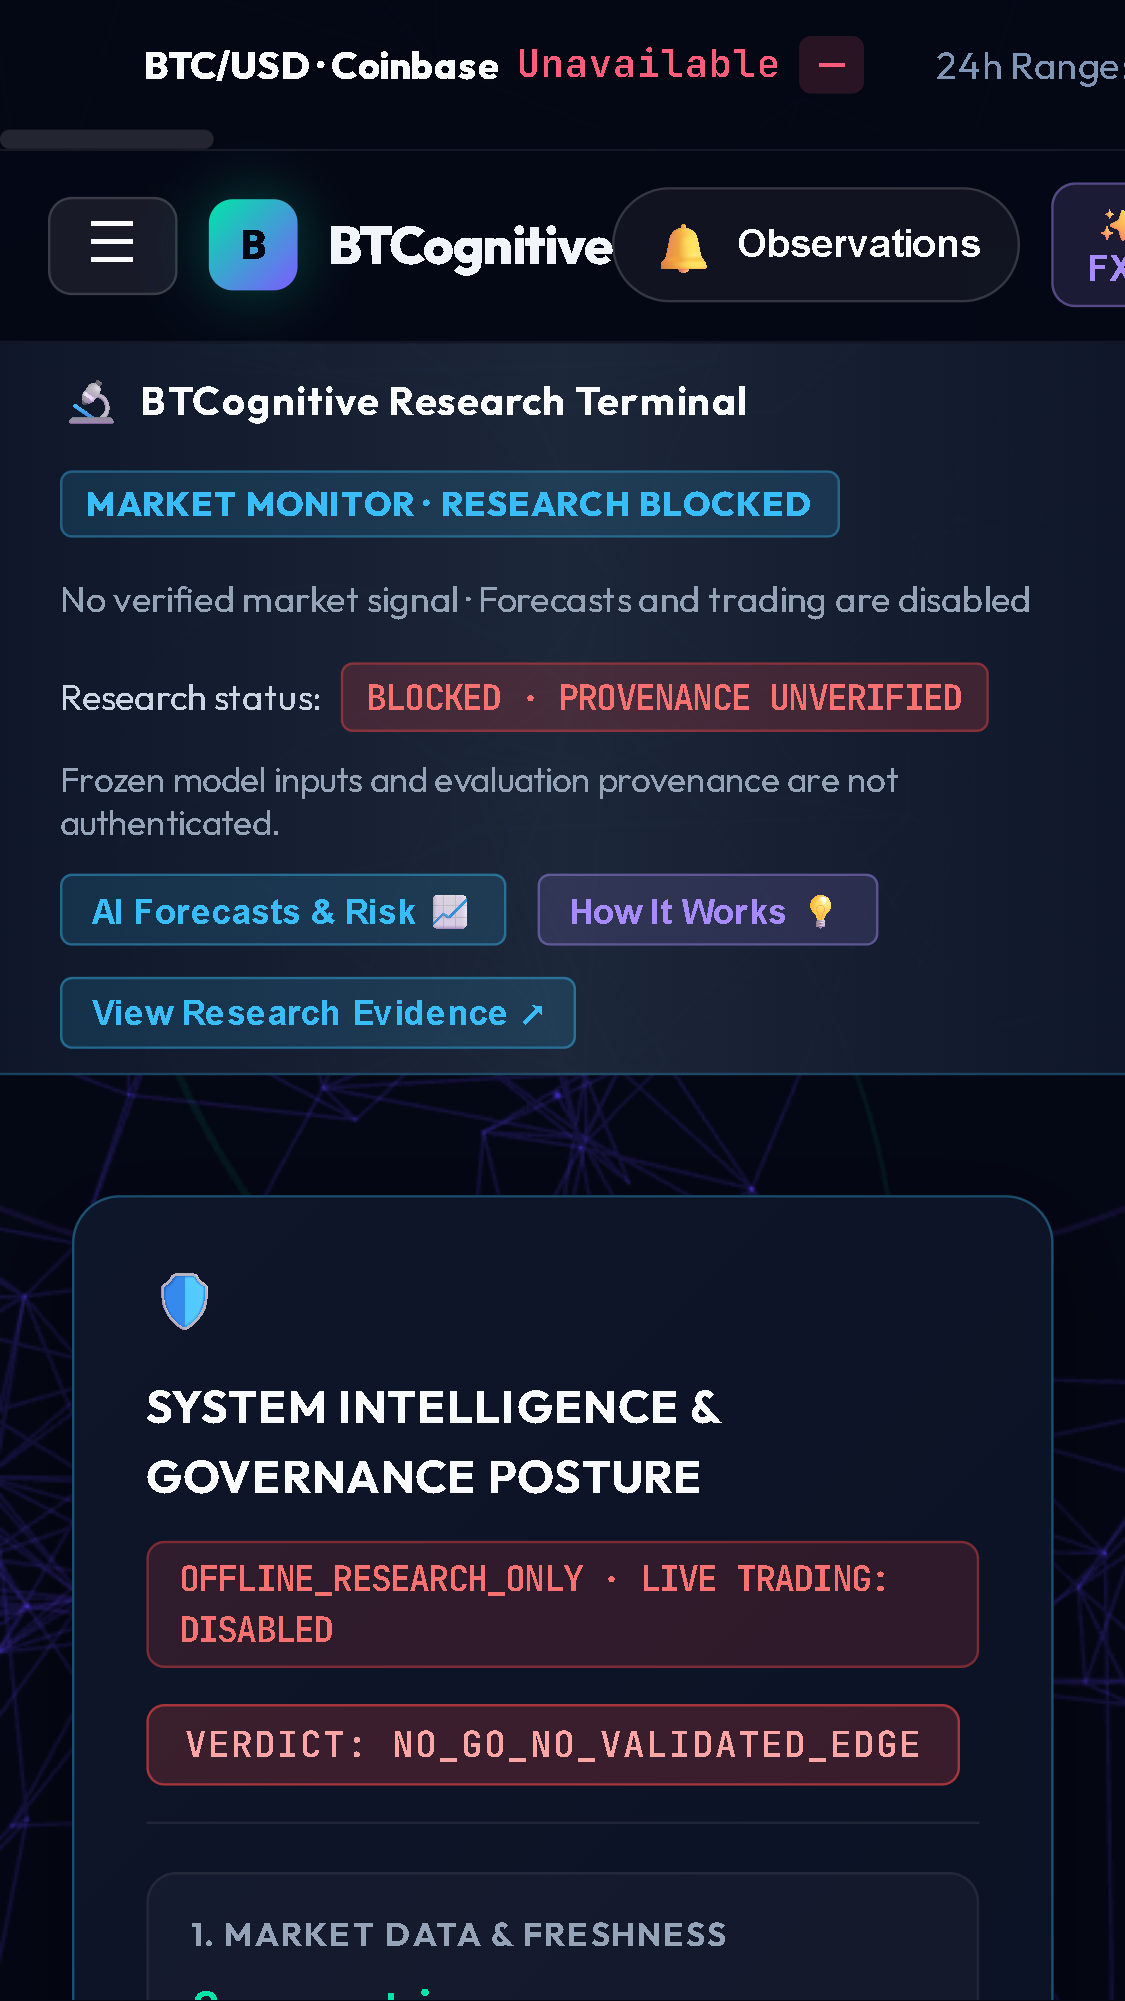 BTC/USD · Coinbase Unavailable — 24h Range:
☰ B BTCognitive 🔔 Observations ✨ FX
🔬 BTCognitive Research Terminal
MARKET MONITOR · RESEARCH BLOCKED
No verified market signal · Forecasts and trading are disabled
Research status: BLOCKED · PROVENANCE UNVERIFIED
Frozen model inputs and evaluation provenance are not
authenticated.
AI Forecasts & Risk 📈 How It Works 💡
View Research Evidence ↗
🛡️
SYSTEM INTELLIGENCE &
GOVERNANCE POSTURE
OFFLINE_RESEARCH_ONLY · LIVE TRADING:
DISABLED
VERDICT: NO_GO_NO_VALIDATED_EDGE
1. MARKET DATA & FRESHNESS